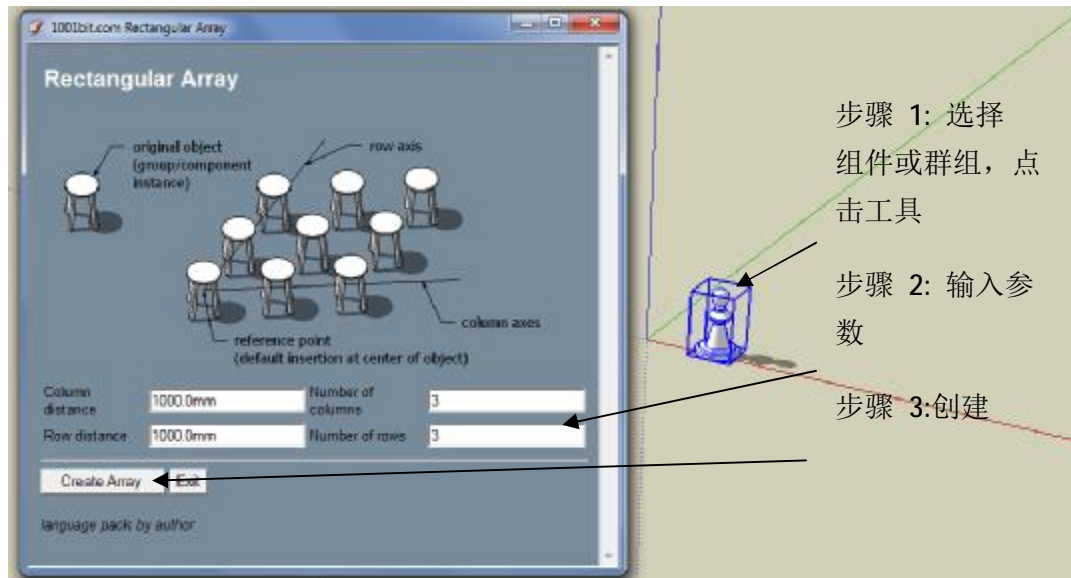 1001bit.com Rectangular Array
Rectangular Array
original object
(group/component
instance)
row axis
column axes
reference point
(default insertion at center of object)
Column
distance
1000.0mm
Number of
columns
3
Row distance
1000.0mm
Number of rows
3
Create Array
Exit
language pack by author
步骤 1: 选择
组件或群组，点
击工具
步骤 2: 输入参
数
步骤 3:创建